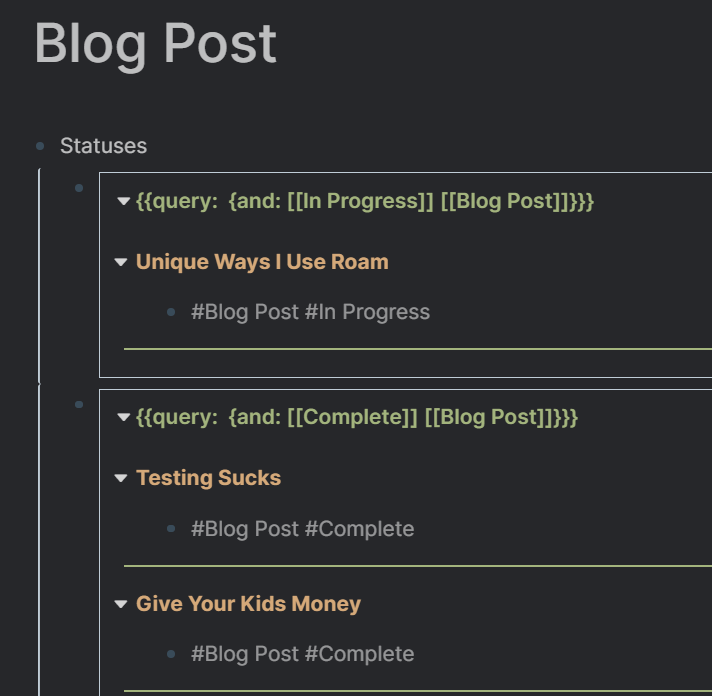 Blog Post
Statuses
{{query:  {and: [[In Progress]] [[Blog Post]]}}}
Unique Ways I Use Roam
#Blog Post #In Progress
{{query:  {and: [[Complete]] [[Blog Post]]}}}
Testing Sucks
#Blog Post #Complete
Give Your Kids Money
#Blog Post #Complete